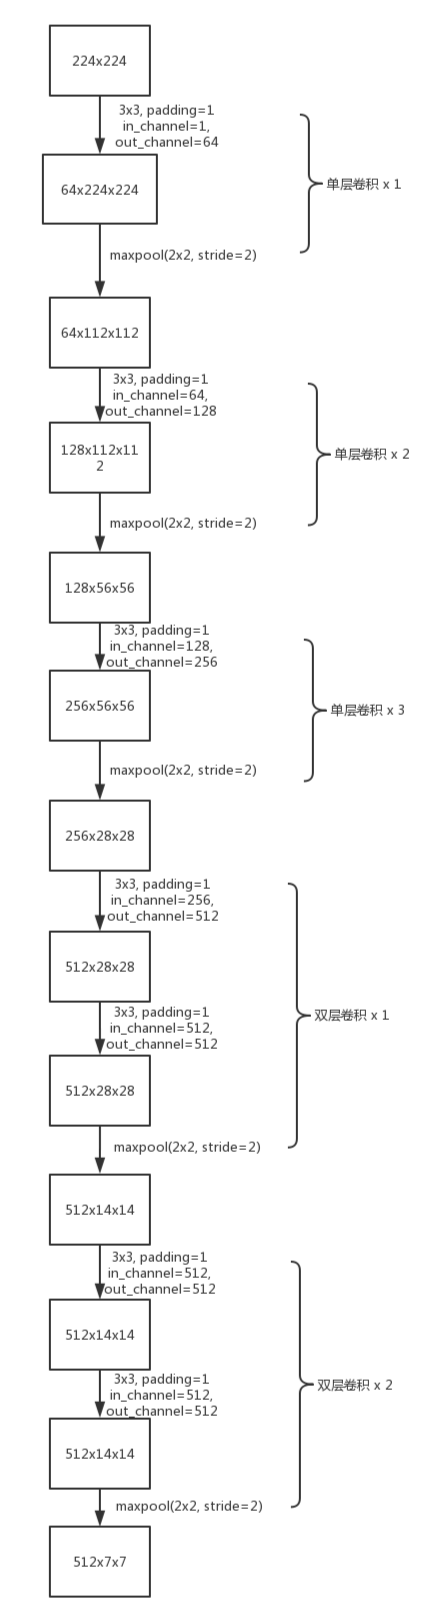 224x224
3x3, padding=1
in_channel=1,
out_channel=64
单层卷积 x 1
64x224x224
maxpool(2x2, stride=2)
64x112x112
3x3, padding=1
in_channel=64,
out_channel=128
单层卷积 x 2
128x112x11
2
maxpool(2x2, stride=2)
128x56x56
3x3, padding=1
in_channel=128,
out_channel=256
单层卷积 x 3
256x56x56
maxpool(2x2, stride=2)
256x28x28
3x3, padding=1
in_channel=256,
out_channel=512
512x28x28
3x3, padding=1
in_channel=512,
out_channel=512
双层卷积 x 1
512x28x28
maxpool(2x2, stride=2)
512x14x14
3x3, padding=1
in_channel=512,
out_channel=512
512x14x14
3x3, padding=1
in_channel=512,
out_channel=512
双层卷积 x 2
512x14x14
maxpool(2x2, stride=2)
512x7x7